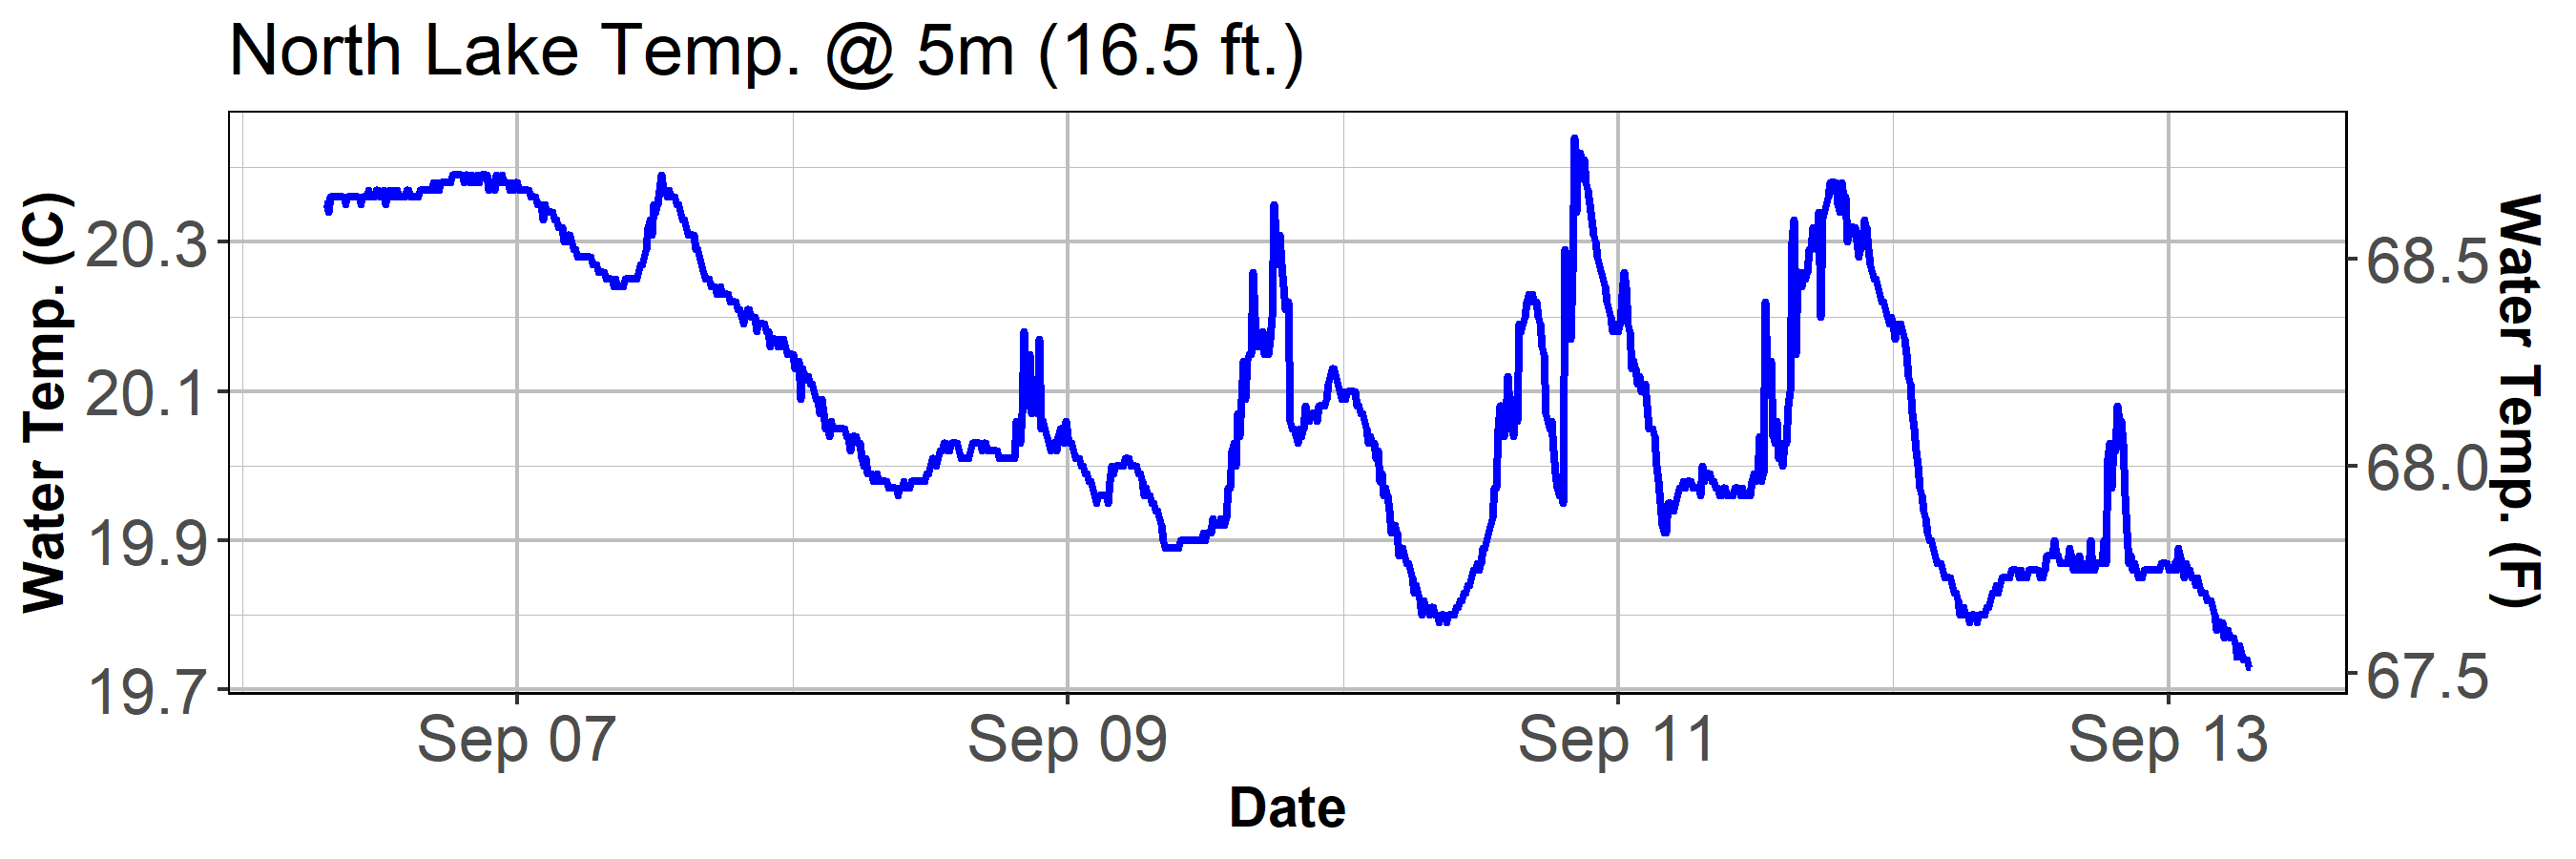 North Lake Temp. @ 5m (16.5 ft.)
Water Temp. (C)
20.3
20.1
19.9
19.7
68.5
68.0
67.5
Water Temp. (F)
Sep 07
Sep 09
Sep 11
Sep 13
Date